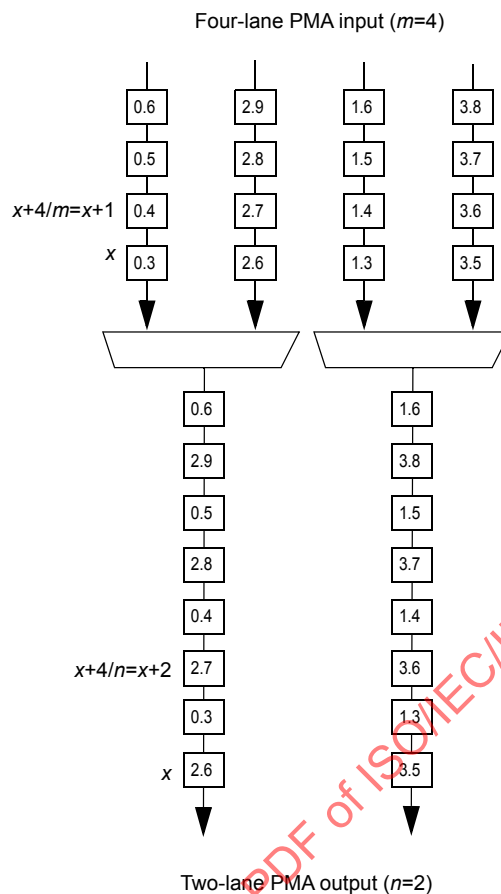 Four-lane PMA input (m=4)
0.6 2.9 1.6 3.8
0.5 2.8 1.5 3.7
x+4/m=x+1 0.4 2.7 1.4 3.6
x 0.3 2.6 1.3 3.5
0.6 1.6
2.9 3.8
0.5 1.5
2.8 3.7
0.4 1.4
x+4/n=x+2 2.7 3.6
0.3 1.3
x 2.6 3.5
Two-lane PMA output (n=2)
PDF of ISO/IEC/